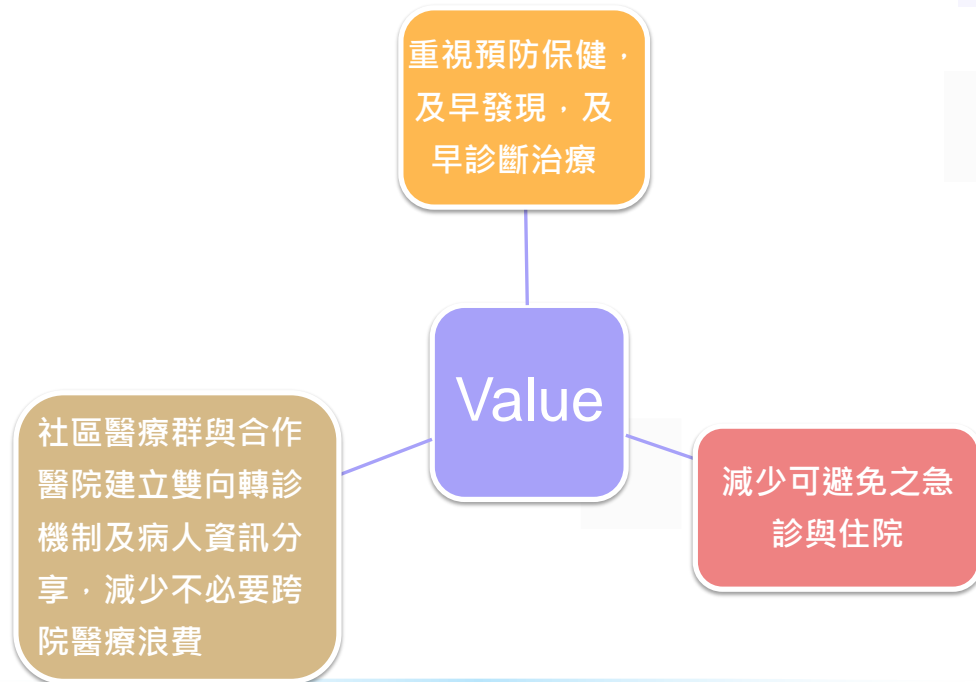 重視預防保健，
及早發現，及
早診斷治療
Value
社區醫療群與合作
醫院建立雙向轉診
機制及病人資訊分
享，減少不必要跨
院醫療浪費
減少可避免之急
診與住院